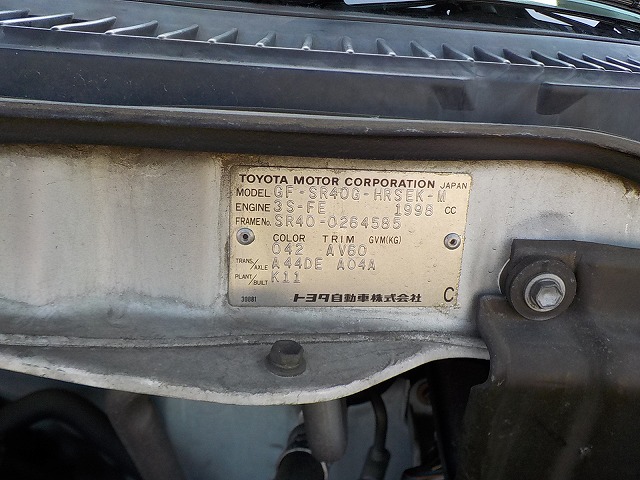 TOYOTA MOTOR CORPORATION JAPAN
MODEL GF-SR40G-HRSEK-M
ENGINE 3S-FE 1998 CC
FRAME No. SR40-0264585
COLOR TRIM GVM(KG)
042 AV60
TRANS/AXLE A44DE A04A
PLANT/BUILT K11
30881 トヨタ自動車株式会社 C